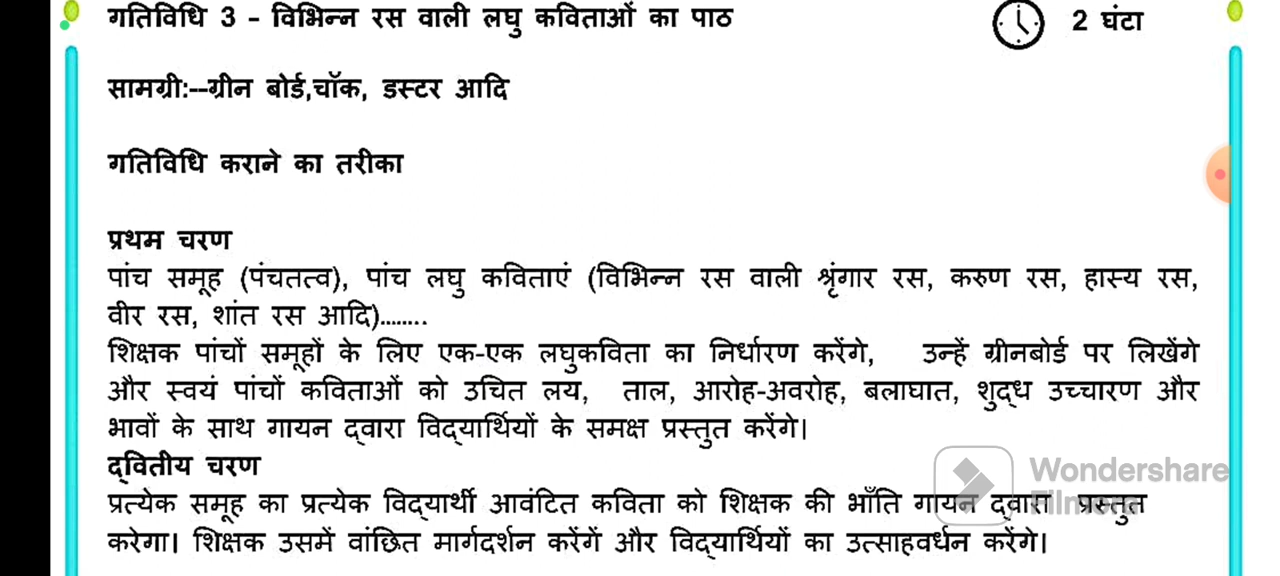 गतिविधि 3 - विभिन्न रस वाली लघु कविताओं का पाठ
2 घंटा
सामग्री:--ग्रीन बोर्ड,चॉक, डस्टर आदि
गतिविधि कराने का तरीका
प्रथम चरण
पांच समूह (पंचतत्व), पांच लघु कविताएं (विभिन्न रस वाली श्रृंगार रस, करुण रस, हास्य रस,
वीर रस, शांत रस आदि)........
शिक्षक पांचों समूहों के लिए एक-एक लघुकविता का निर्धारण करेंगे, उन्हें ग्रीनबोर्ड पर लिखेंगे
और स्वयं पांचों कविताओं को उचित लय, ताल, आरोह-अवरोह, बलाघात, शुद्ध उच्चारण और
भावों के साथ गायन द्वारा विद्यार्थियों के समक्ष प्रस्तुत करेंगे।
द्वितीय चरण
प्रत्येक समूह का प्रत्येक विद्यार्थी आवंटित कविता को शिक्षक की भाँति गायन द्वारा प्रस्तुत
करेगा। शिक्षक उसमें वांछित मार्गदर्शन करेंगें और विद्यार्थियों का उत्साहवर्धन करेंगे।
Wondershare
Filmora